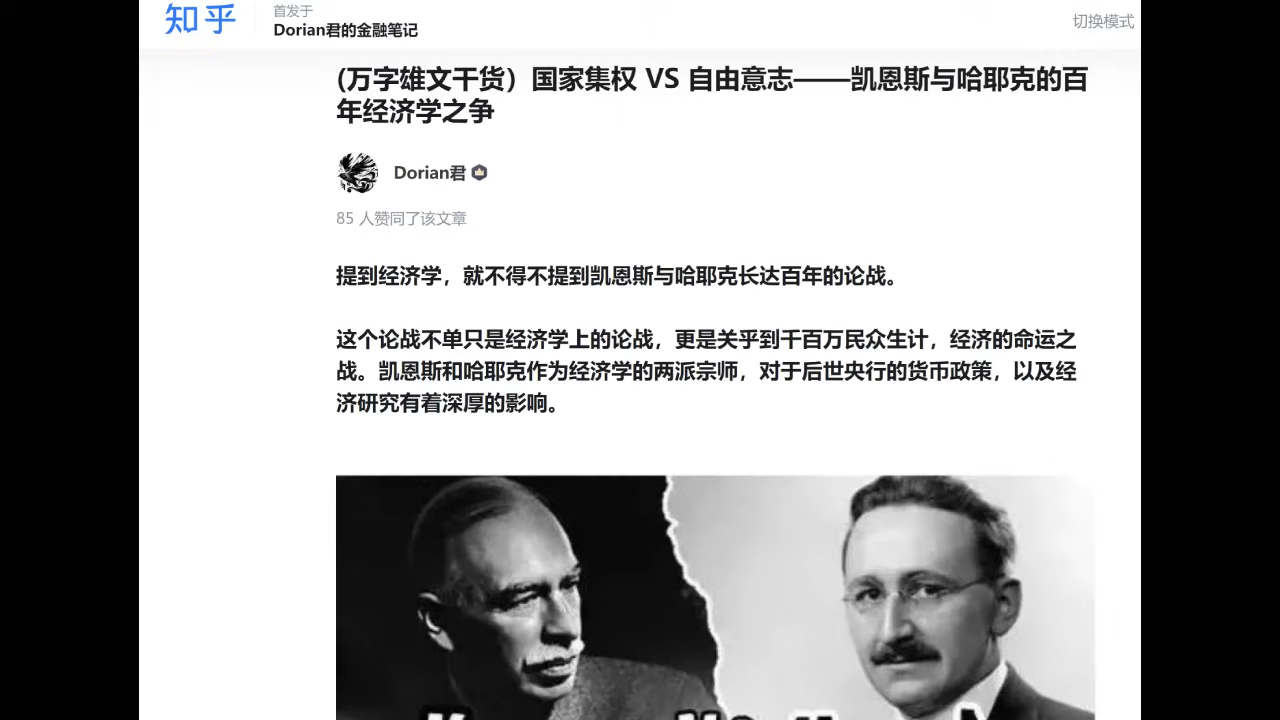 知乎
首发于
Dorian君的金融笔记
切换模式
(万字雄文干货）国家集权 VS 自由意志——凯恩斯与哈耶克的百
年经济学之争
Dorian君
85 人赞同了该文章
提到经济学，就不得不提到凯恩斯与哈耶克长达百年的论战。
这个论战不单只是经济学上的论战，更是关乎到千百万民众生计，经济的命运之
战。凯恩斯和哈耶克作为经济学的两派宗师，对于后世央行的货币政策，以及经
济研究有着深厚的影响。